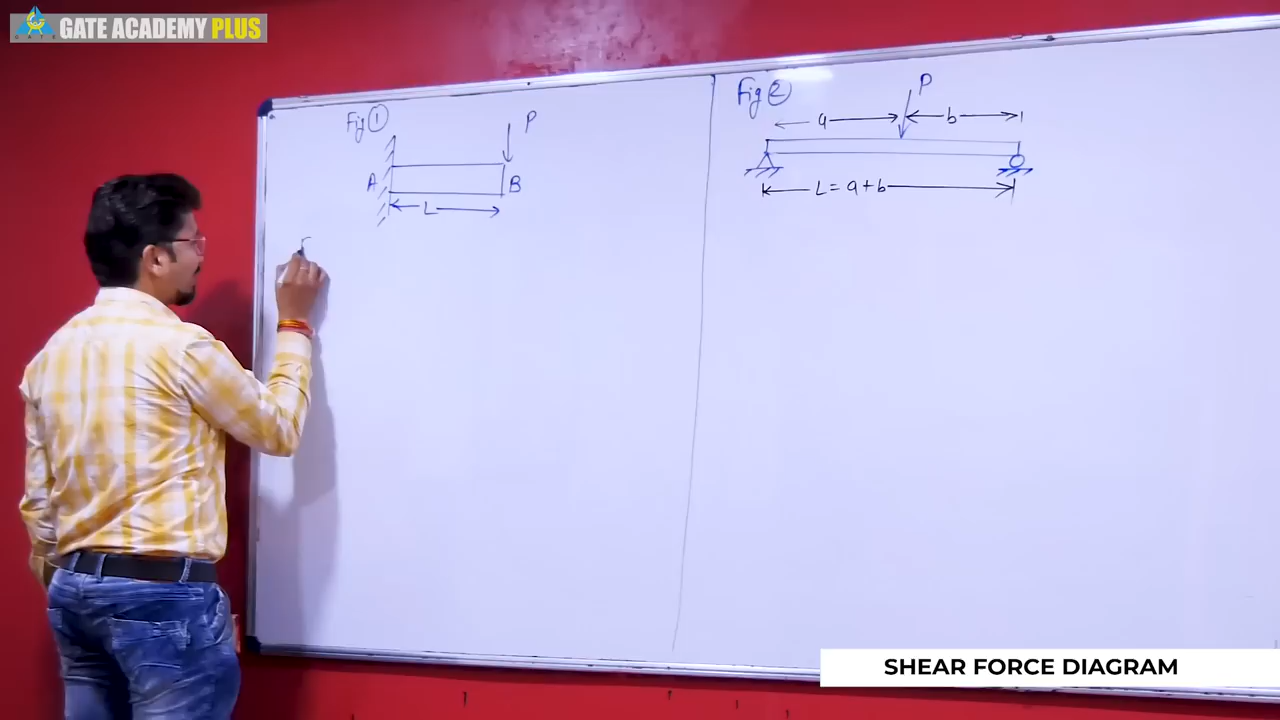 GATE ACADEMY PLUS
Fig ①
P
A
B
L
Fig ②
P
a
b
L = a + b
SHEAR FORCE DIAGRAM